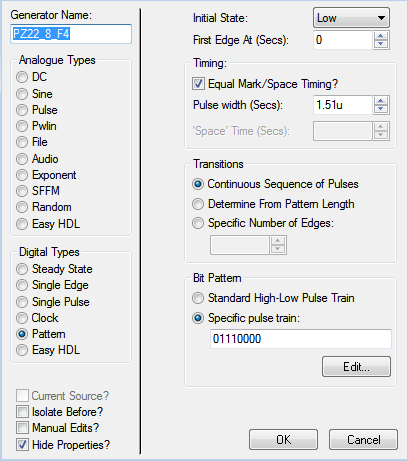 Generator Name:
PZ22_8_F4
Analogue Types
DC
Sine
Pulse
Pwlin
File
Audio
Exponent
SFFM
Random
Easy HDL
Digital Types
Steady State
Single Edge
Single Pulse
Clock
Pattern
Easy HDL
Current Source?
Isolate Before?
Manual Edits?
Hide Properties?
Initial State:
Low
First Edge At (Secs):
0
Timing:
Equal Mark/Space Timing?
Pulse width (Secs):
1.51u
'Space' Time (Secs):
Transitions
Continuous Sequence of Pulses
Determine From Pattern Length
Specific Number of Edges:
Bit Pattern
Standard High-Low Pulse Train
Specific pulse train:
01110000
Edit...
OK
Cancel